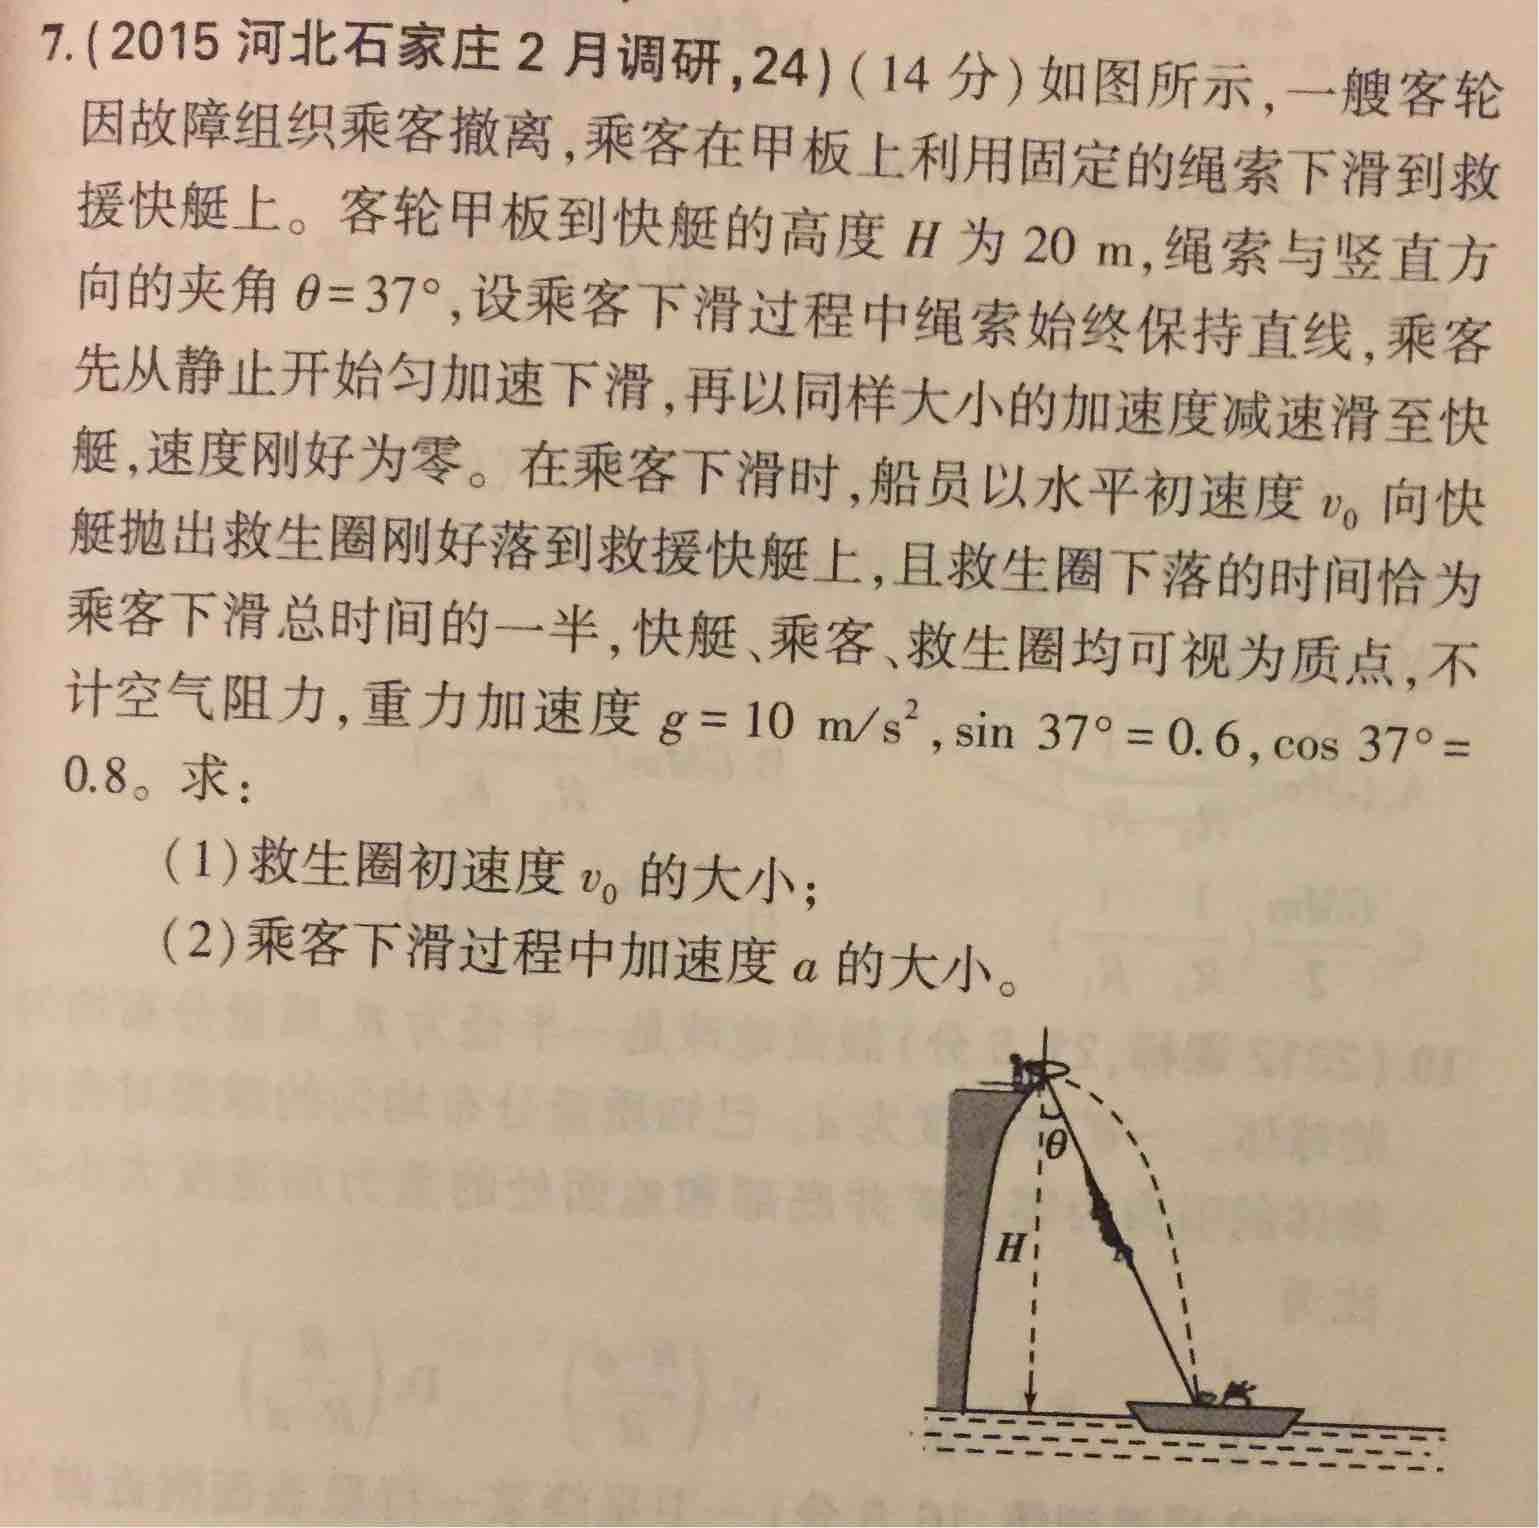 7.(2015 河北石家庄 2 月调研,24)(14 分)如图所示,一艘客轮
因故障组织乘客撤离,乘客在甲板上利用固定的绳索下滑到救
援快艇上。客轮甲板到快艇的高度 H 为 20 m,绳索与竖直方
向的夹角 θ=37°,设乘客下滑过程中绳索始终保持直线,乘客
先从静止开始匀加速下滑,再以同样大小的加速度减速滑至快
艇,速度刚好为零。在乘客下滑时,船员以水平初速度 v₀ 向快
艇抛出救生圈刚好落到救援快艇上,且救生圈下落的时间恰为
乘客下滑总时间的一半,快艇、乘客、救生圈均可视为质点,不
计空气阻力,重力加速度 g=10 m/s²,sin 37°=0.6,cos 37°=
0.8。求:
(1)救生圈初速度 v₀ 的大小;
(2)乘客下滑过程中加速度 a 的大小。
θ
H